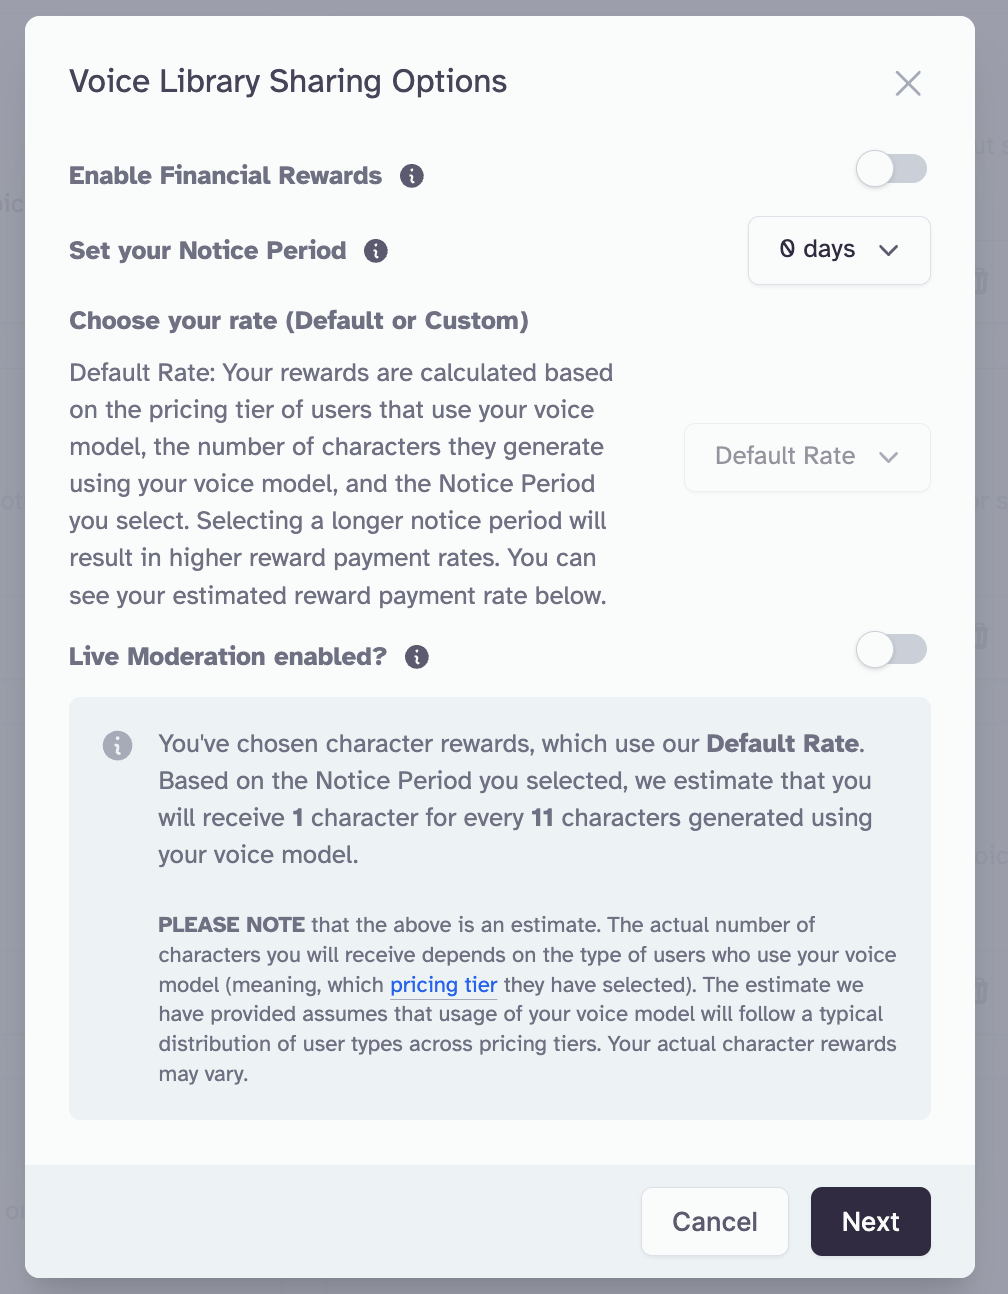 Voice Library Sharing Options
Enable Financial Rewards
Set your Notice Period
0 days
Choose your rate (Default or Custom)
Default Rate: Your rewards are calculated based
on the pricing tier of users that use your voice
model, the number of characters they generate
using your voice model, and the Notice Period
you select. Selecting a longer notice period will
result in higher reward payment rates. You can
see your estimated reward payment rate below.
Default Rate
Live Moderation enabled?
You've chosen character rewards, which use our Default Rate.
Based on the Notice Period you selected, we estimate that you
will receive 1 character for every 11 characters generated using
your voice model.
PLEASE NOTE that the above is an estimate. The actual number of
characters you will receive depends on the type of users who use your voice
model (meaning, which pricing tier they have selected). The estimate we
have provided assumes that usage of your voice model will follow a typical
distribution of user types across pricing tiers. Your actual character rewards
may vary.
Cancel
Next